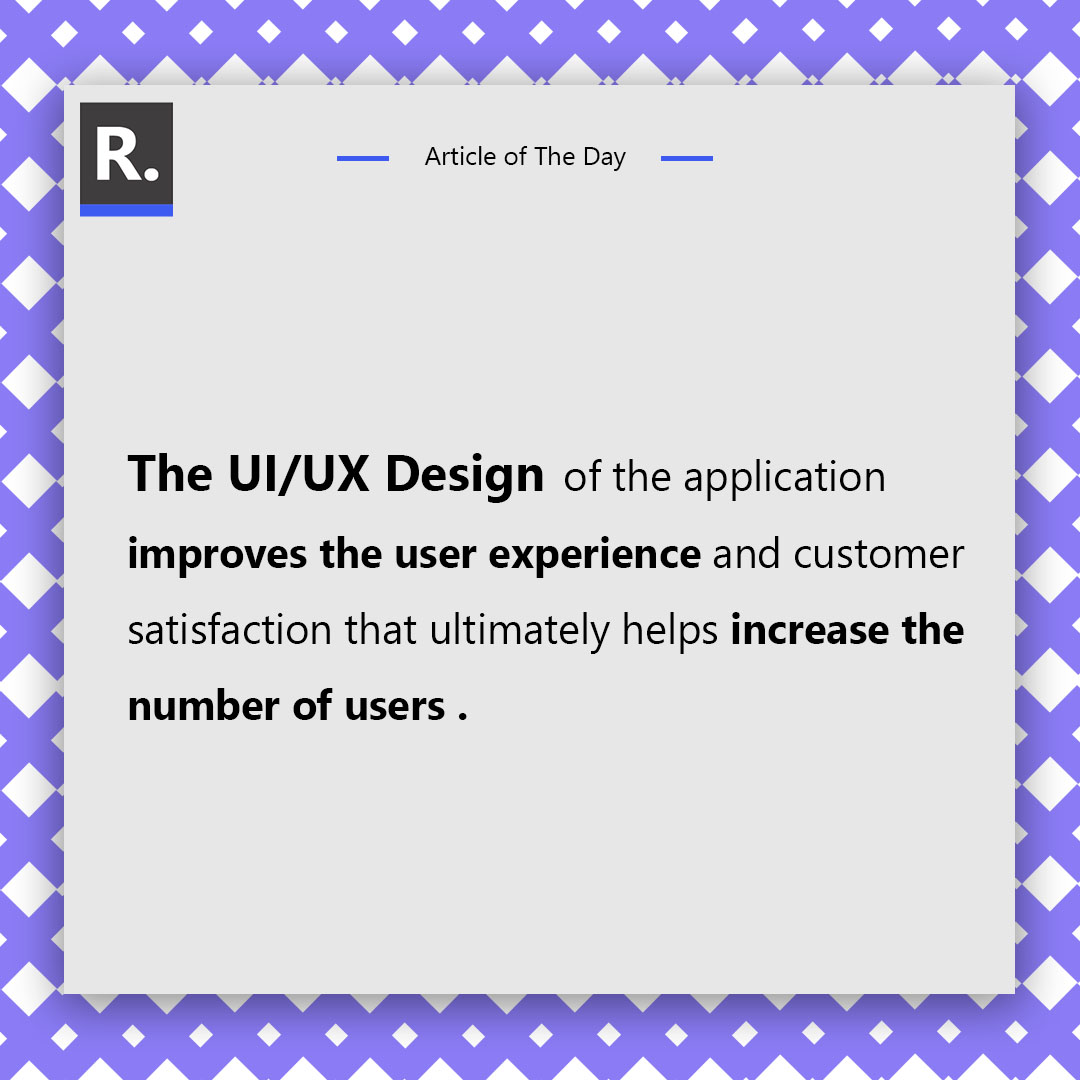 R.
Article of The Day
The UI/UX Design of the application
improves the user experience and customer
satisfaction that ultimately helps increase the
number of users .